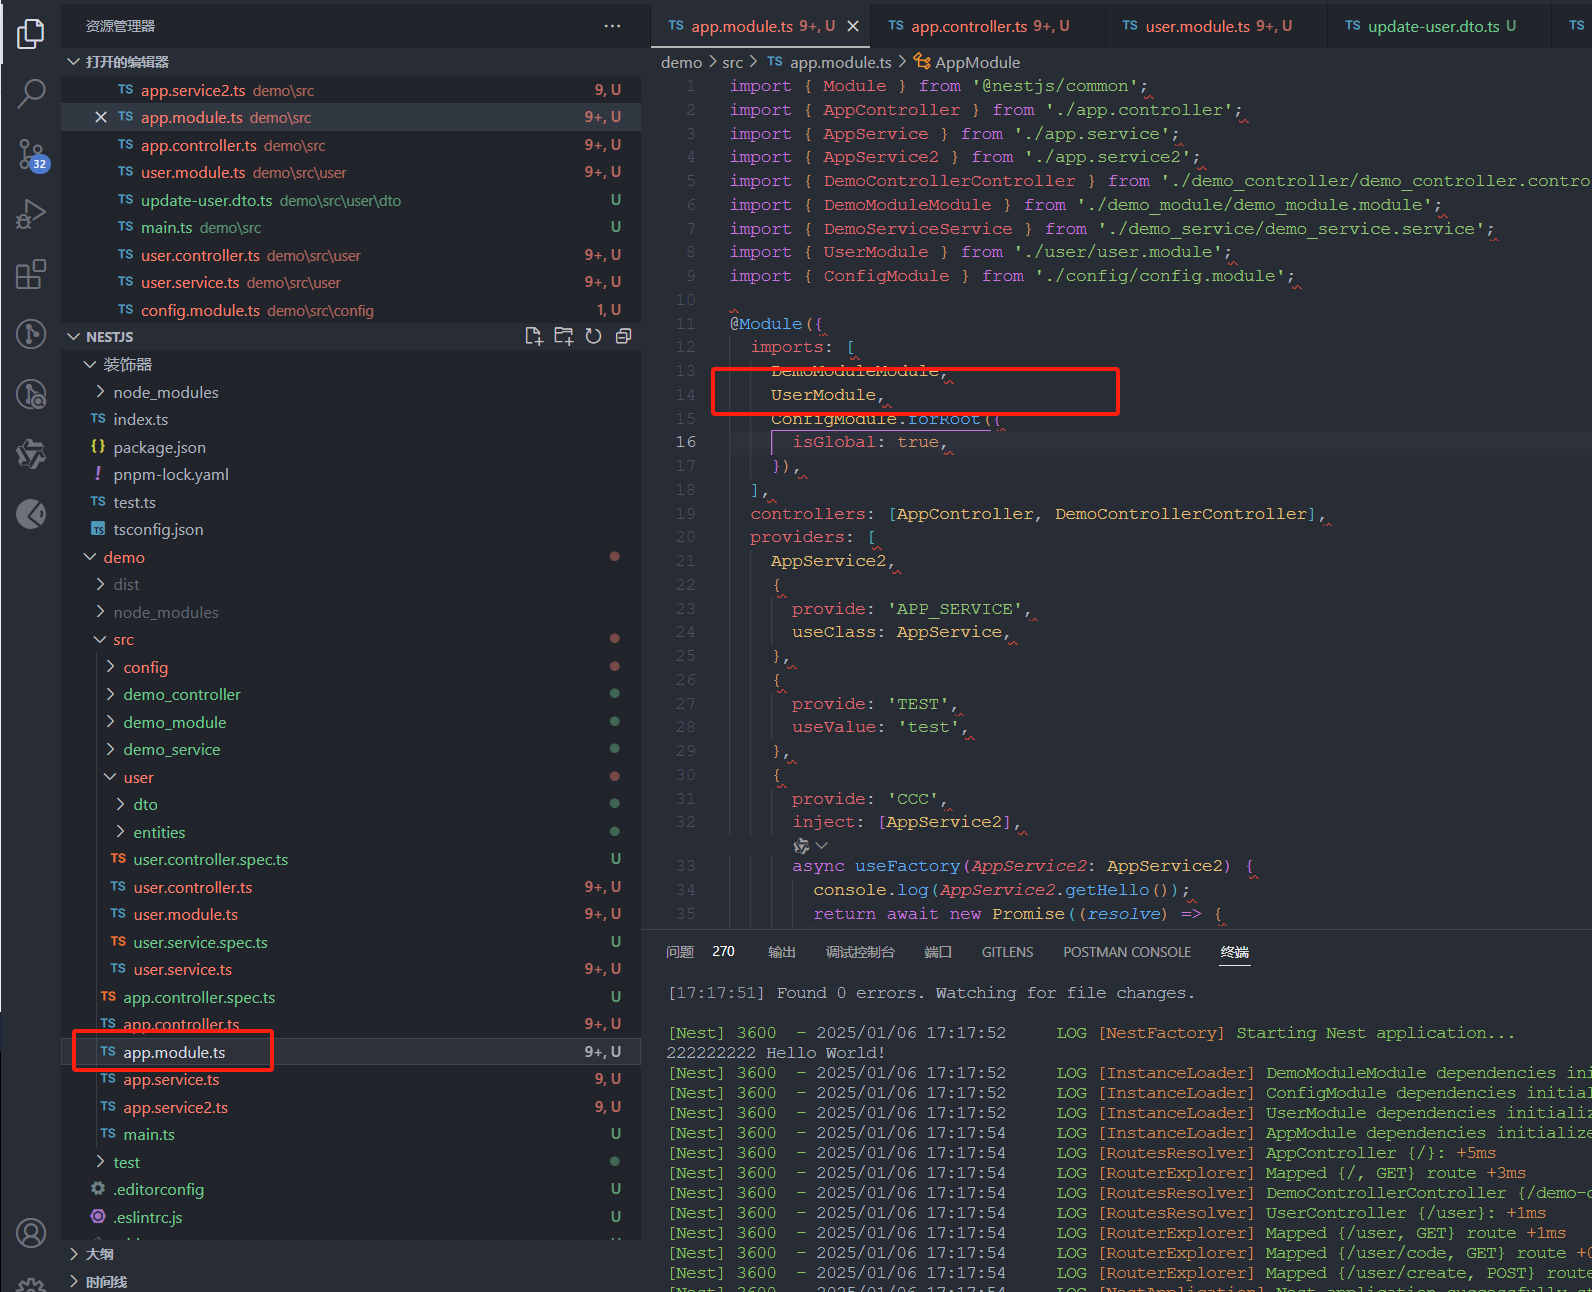 资源管理器
打开的编辑器
TS app.service2.ts demo\src 9, U
TS app.module.ts demo\src 9+, U
TS app.controller.ts demo\src 9+, U
TS user.module.ts demo\src\user 9+, U
TS update-user.dto.ts demo\src\user\dto U
TS main.ts demo\src U
TS user.controller.ts demo\src\user 9+, U
TS user.service.ts demo\src\user 9+, U
TS config.module.ts demo\src\config 1, U
32
NESTJS
装饰器
node_modules
TS index.ts
{} package.json
! pnpm-lock.yaml
TS test.ts
TS tsconfig.json
demo
dist
node_modules
src
config
demo_controller
demo_module
demo_service
user
dto
entities
TS user.controller.spec.ts U
TS user.controller.ts 9+, U
TS user.module.ts 9+, U
TS user.service.spec.ts U
TS user.service.ts 9+, U
TS app.controller.spec.ts U
TS app.controller.ts 9+, U
TS app.module.ts 9+, U
TS app.service.ts 9, U
TS app.service2.ts 9, U
TS main.ts U
test
.editorconfig U
.eslintrc.js U
大纲
时间线
TS app.module.ts 9+, U
TS app.controller.ts 9+, U
TS user.module.ts 9+, U
TS update-user.dto.ts U
TS
demo > src > TS app.module.ts > AppModule
1 import { Module } from '@nestjs/common';
2 import { AppController } from './app.controller';
3 import { AppService } from './app.service';
4 import { AppService2 } from './app.service2';
5 import { DemoControllerController } from './demo_controller/demo_controller.contro
6 import { DemoModuleModule } from './demo_module/demo_module.module';
7 import { DemoServiceService } from './demo_service/demo_service.service';
8 import { UserModule } from './user/user.module';
9 import { ConfigModule } from './config/config.module';
10
11 @Module({
12 imports: [
13 DemoModuleModule,
14 UserModule,
15 ConfigModule.forRoot({
16 isGlobal: true,
17 }),
18 ],
19 controllers: [AppController, DemoControllerController],
20 providers: [
21 AppService2,
22 {
23 provide: 'APP_SERVICE',
24 useClass: AppService,
25 },
26 {
27 provide: 'TEST',
28 useValue: 'test',
29 },
30 {
31 provide: 'CCC',
32 inject: [AppService2],
33 async useFactory(AppService2: AppService2) {
34 console.log(AppService2.getHello());
35 return await new Promise((resolve) => {
问题 270 输出 调试控制台 端口 GITLENS POSTMAN CONSOLE 终端
[17:17:51] Found 0 errors. Watching for file changes.
[Nest] 3600 - 2025/01/06 17:17:52 LOG [NestFactory] Starting Nest application...
222222222 Hello World!
[Nest] 3600 - 2025/01/06 17:17:52 LOG [InstanceLoader] DemoModuleModule dependencies ini
[Nest] 3600 - 2025/01/06 17:17:52 LOG [InstanceLoader] ConfigModule dependencies initial
[Nest] 3600 - 2025/01/06 17:17:52 LOG [InstanceLoader] UserModule dependencies initializ
[Nest] 3600 - 2025/01/06 17:17:54 LOG [InstanceLoader] AppModule dependencies initialize
[Nest] 3600 - 2025/01/06 17:17:54 LOG [RoutesResolver] AppController {/}: +5ms
[Nest] 3600 - 2025/01/06 17:17:54 LOG [RouterExplorer] Mapped {/, GET} route +3ms
[Nest] 3600 - 2025/01/06 17:17:54 LOG [RoutesResolver] DemoControllerController {/demo-c
[Nest] 3600 - 2025/01/06 17:17:54 LOG [RoutesResolver] UserController {/user}: +1ms
[Nest] 3600 - 2025/01/06 17:17:54 LOG [RouterExplorer] Mapped {/user, GET} route +1ms
[Nest] 3600 - 2025/01/06 17:17:54 LOG [RouterExplorer] Mapped {/user/code, GET} route +0
[Nest] 3600 - 2025/01/06 17:17:54 LOG [RouterExplorer] Mapped {/user/create, POST} route